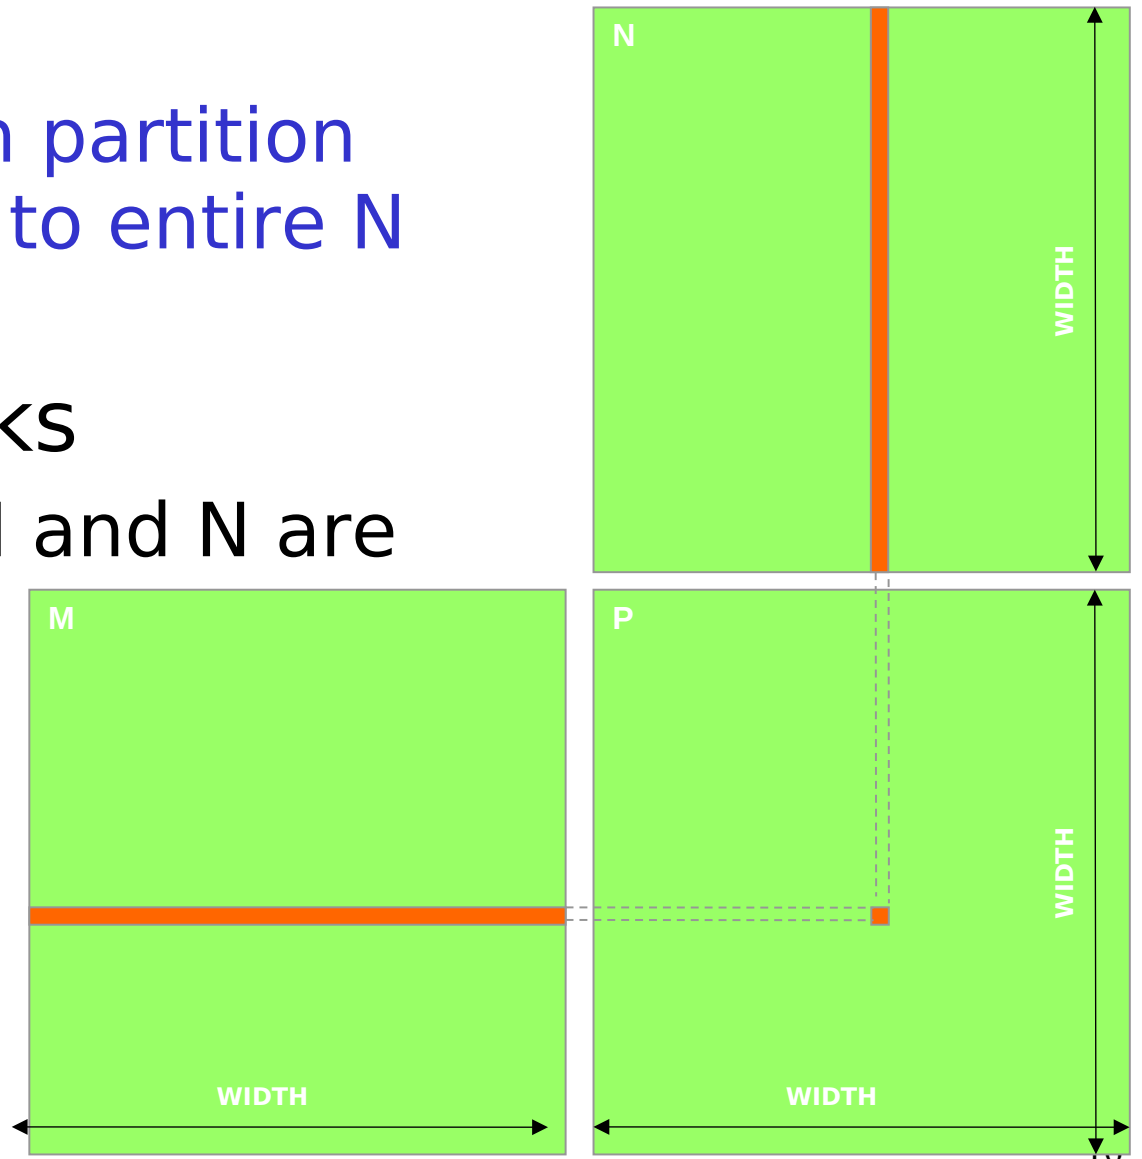 N
partition
to entire N
WIDTH
ks
and N are
M
P
WIDTH
WIDTH
WIDTH